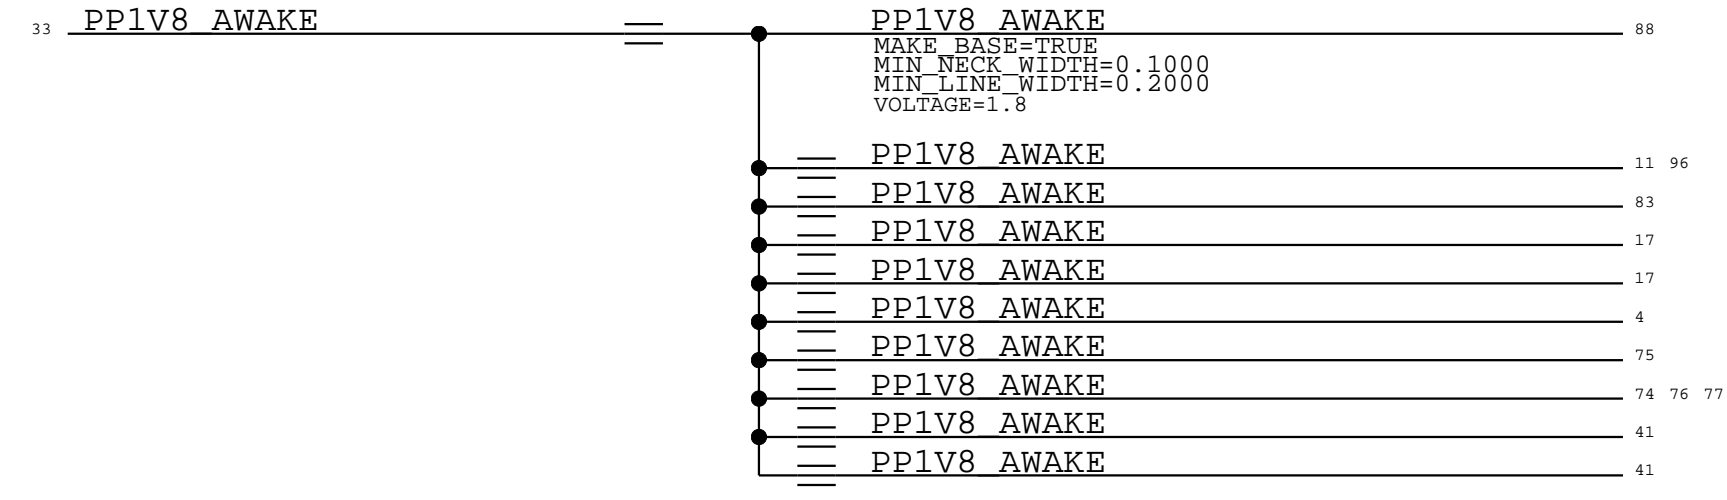 33 PP1V8_AWAKE PP1V8_AWAKE 88
MAKE_BASE=TRUE
MIN_NECK_WIDTH=0.1000
MIN_LINE_WIDTH=0.2000
VOLTAGE=1.8
PP1V8_AWAKE 11 96
PP1V8_AWAKE 83
PP1V8_AWAKE 17
PP1V8_AWAKE 17
PP1V8_AWAKE 4
PP1V8_AWAKE 75
PP1V8_AWAKE 74 76 77
PP1V8_AWAKE 41
PP1V8_AWAKE 41